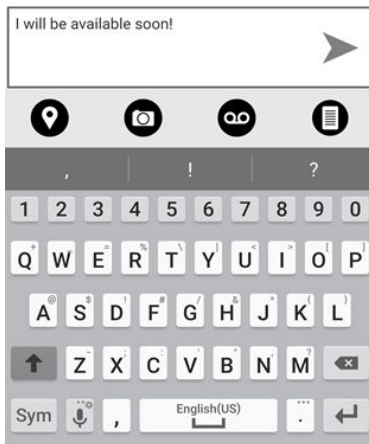 I will be available soon!
, ! ?
1 2 3 4 5 6 7 8 9 0
Q + W ~ E = R % T \ Y | U < I > O [ P ]
A @ S $ D ! F # G / H & J * K ( L )
Z - X ' C : V ; B " N , M ?
Sym , English(US) .